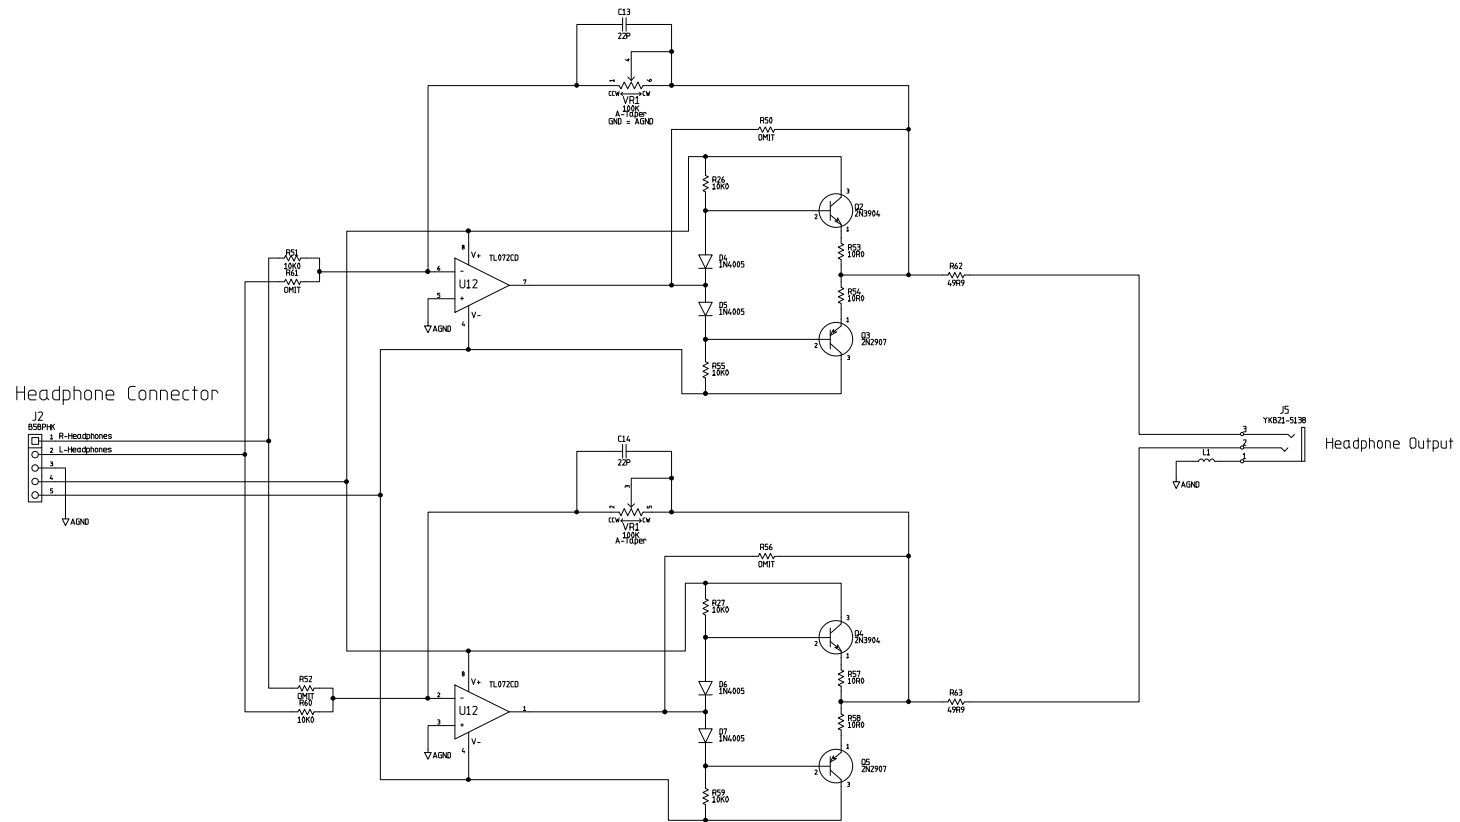 C13
22P
4
1
6
CCW CW
VR1
100K
A-Taper
GND = AGND
R50
OMIT
R26
10K0
3
Q2
2N3904
2
1
R53
10R0
8
V+
TL072CD
R51
10K0
R61
OMIT
6
-
U12
7
5
+
AGND
4
V-
D4
1N4005
D5
1N4005
R62
49R9
R54
10R0
1
Q3
2N2907
2
3
R55
10K0
Headphone Connector
J2
B5BPHK
1 R-Headphones
2 L-Headphones
3
4
5
AGND
J5
YKB21-5138
3
2
L1
1
AGND
Headphone Output
C14
22P
3
2
5
CCW CW
VR1
100K
A-Taper
R56
OMIT
R27
10K0
3
Q4
2N3904
2
1
R57
10R0
8
V+
TL072CD
R52
OMIT
R60
10K0
2
-
U12
1
3
+
AGND
4
V-
D6
1N4005
D7
1N4005
R63
49R9
R58
10R0
1
Q5
2N2907
2
3
R59
10K0